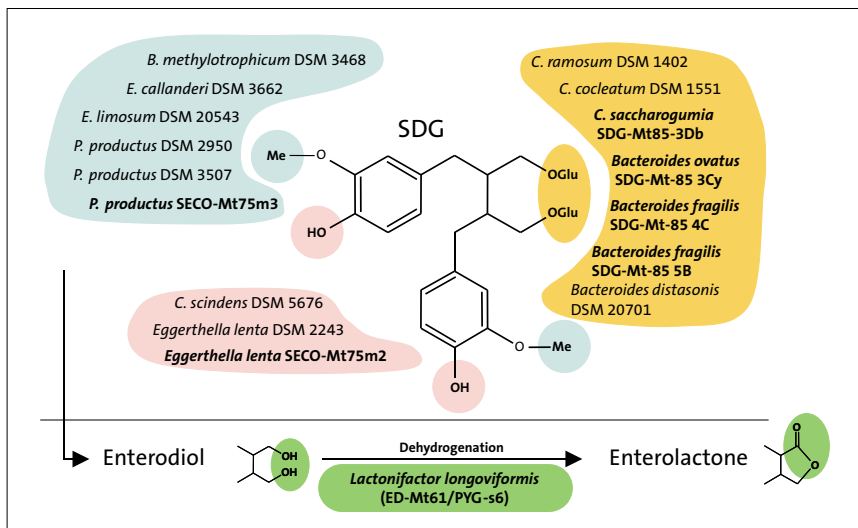 B. methylotrophicum DSM 3468
E. callanderi DSM 3662
E. limosum DSM 20543
P. productus DSM 2950
P. productus DSM 3507
P. productus SECO-Mt75m3
SDG
Me
O
HO
OGlu
OGlu
O
Me
OH
C. ramosum DSM 1402
C. cocleatum DSM 1551
C. saccharogumia
SDG-Mt85-3Db
Bacteroides ovatus
SDG-Mt-85 3Cy
Bacteroides fragilis
SDG-Mt-85 4C
Bacteroides fragilis
SDG-Mt-85 5B
Bacteroides distasonis
DSM 20701
C. scindens DSM 5676
Eggerthella lenta DSM 2243
Eggerthella lenta SECO-Mt75m2
Enterodiol
OH
OH
Dehydrogenation
Lactonifactor longoviformis
(ED-Mt61/PYG-s6)
Enterolactone
O
O